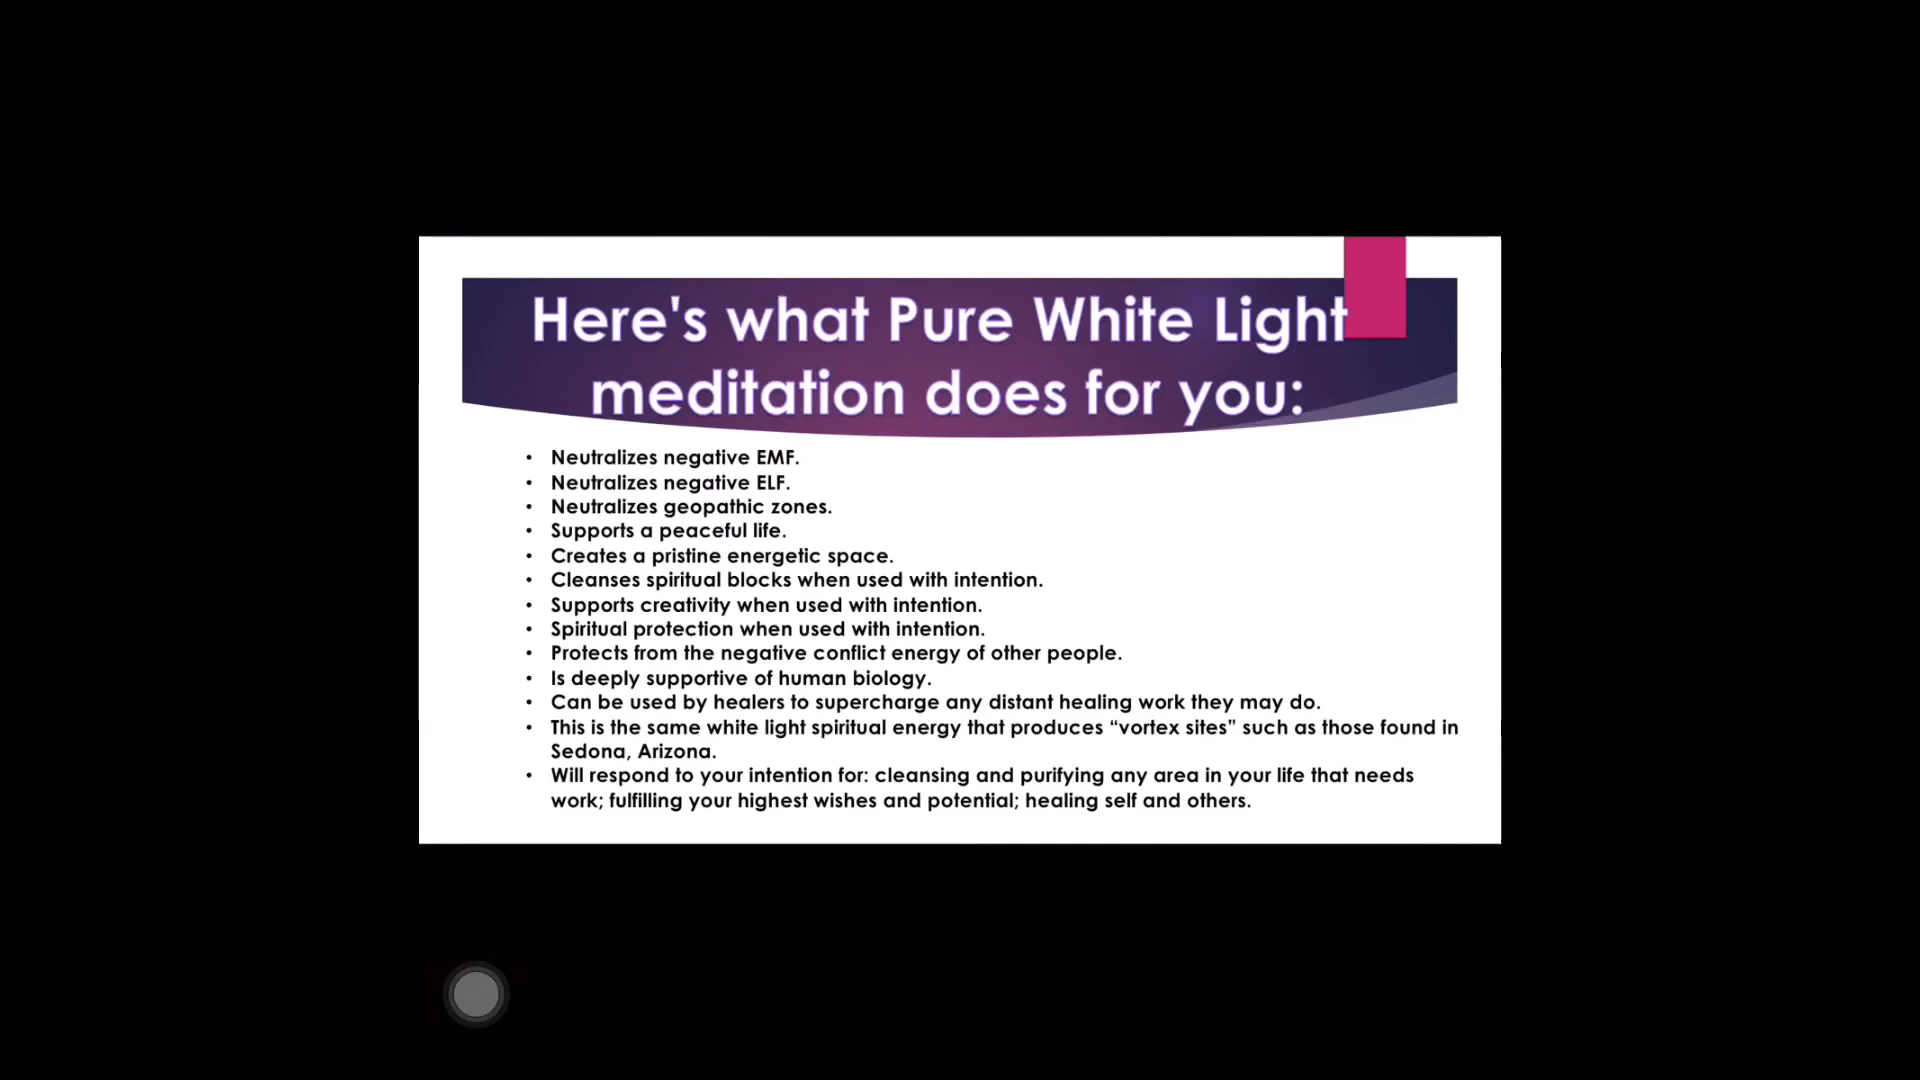 Here's what Pure White Light
meditation does for you:
• Neutralizes negative EMF.
• Neutralizes negative ELF.
• Neutralizes geopathic zones.
• Supports a peaceful life.
• Creates a pristine energetic space.
• Cleanses spiritual blocks when used with intention.
• Supports creativity when used with intention.
• Spiritual protection when used with intention.
• Protects from the negative conflict energy of other people.
• Is deeply supportive of human biology.
• Can be used by healers to supercharge any distant healing work they may do.
• This is the same white light spiritual energy that produces “vortex sites” such as those found in
Sedona, Arizona.
• Will respond to your intention for: cleansing and purifying any area in your life that needs
work; fulfilling your highest wishes and potential; healing self and others.